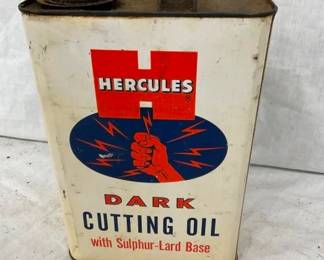 HERCULES
DARK
CUTTING OIL
with Sulphur-Lard Base